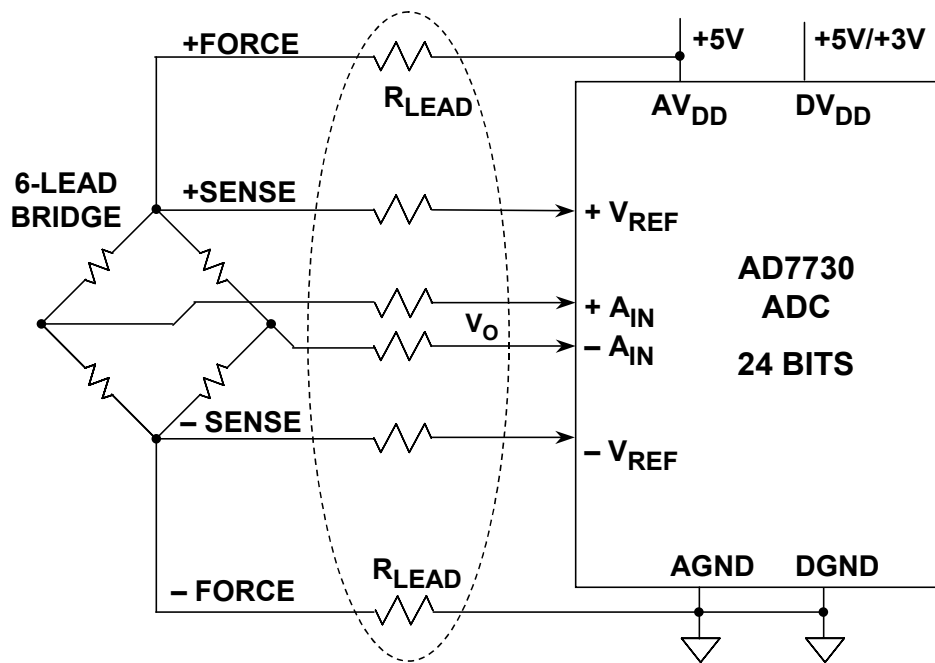 +FORCE
+5V
+5V/+3V
R_LEAD
AV_DD
DV_DD
6-LEAD
BRIDGE
+SENSE
+ V_REF
AD7730
ADC
24 BITS
+ A_IN
V_O
– A_IN
– SENSE
– V_REF
R_LEAD
AGND
DGND
– FORCE